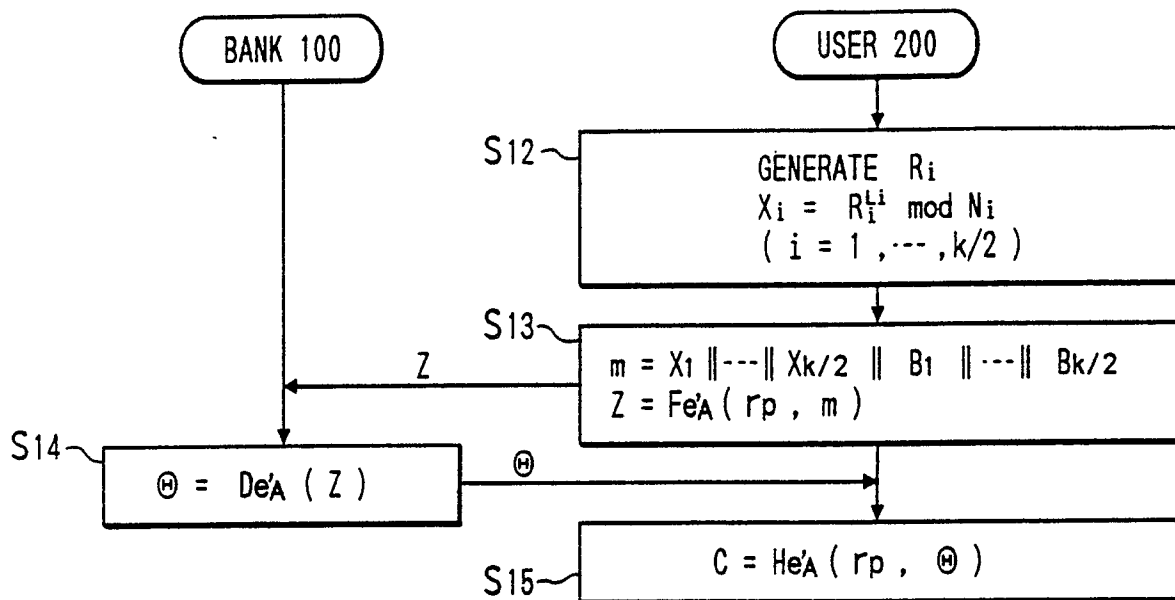 BANK 100
USER 200
S12
GENERATE Ri
Xi = Ri^Li mod Ni
( i = 1 , --- , k/2 )
S13
m = X1 ||---|| Xk/2 || B1 ||---|| Bk/2
Z = Fe'A ( rp , m )
Z
S14
Θ = De'A ( Z )
Θ
C = He'A ( rp , Θ )
S15